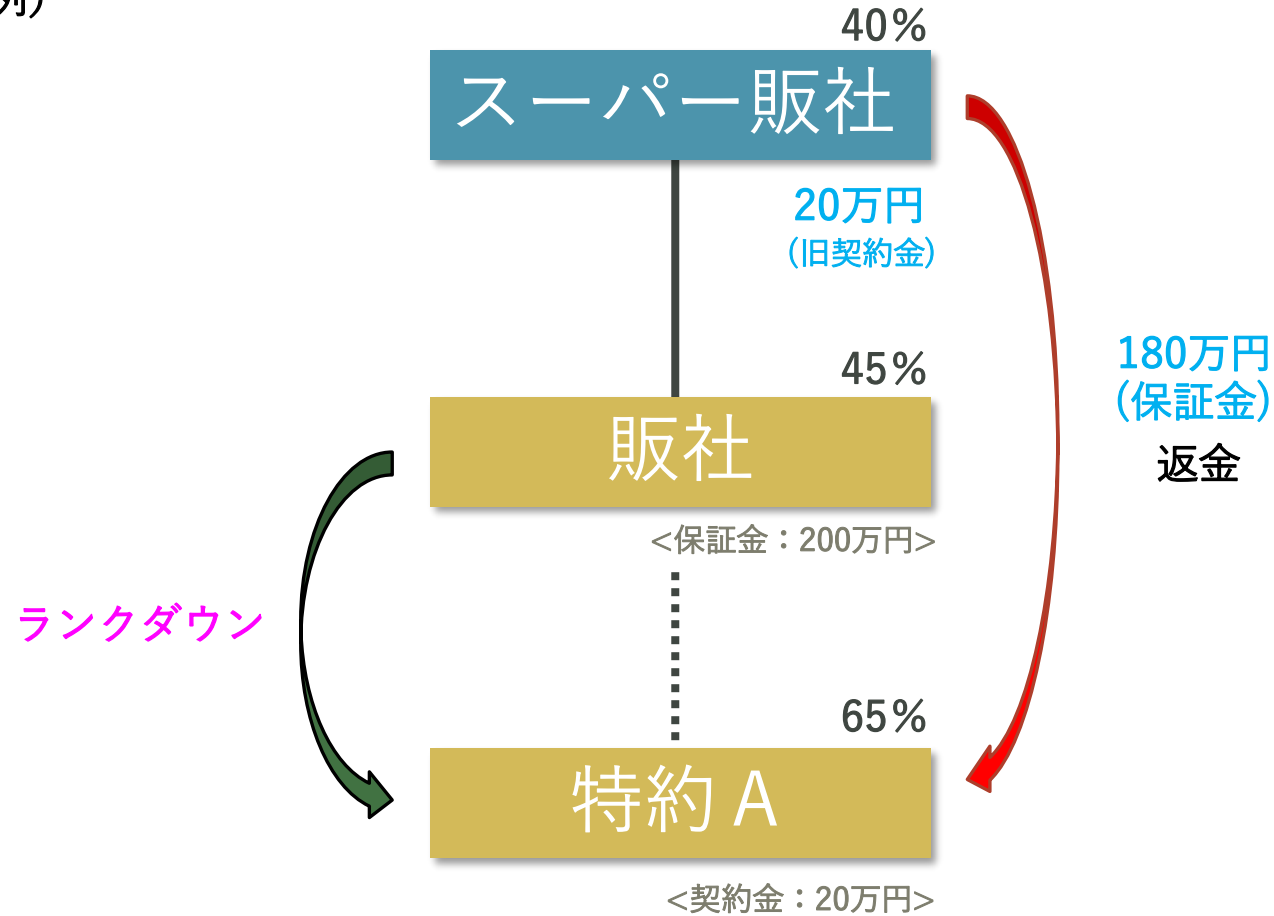 列）
40%
スーパー販社
20万円
（旧契約金）
180万円
（保証金）
返金
45%
販社
<保証金：200万円>
ランクダウン
65%
特約 A
<契約金：20万円>